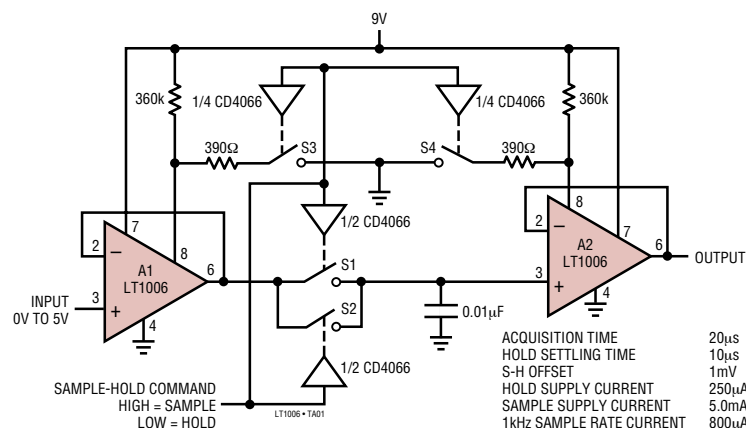 9V
360k
1/4 CD4066
1/4 CD4066
360k
390Ω
S3
S4
390Ω
8
7
8
1/2 CD4066
2
7
2
6
OUTPUT
A1
LT1006
6
S1
A2
LT1006
3
INPUT
0V TO 5V
3
4
S2
0.01µF
4
1/2 CD4066
SAMPLE-HOLD COMMAND
HIGH = SAMPLE
LOW = HOLD
LT1006 • TA01
ACQUISITION TIME 20µs
HOLD SETTLING TIME 10µs
S-H OFFSET 1mV
HOLD SUPPLY CURRENT 250µA
SAMPLE SUPPLY CURRENT 5.0mA
1kHz SAMPLE RATE CURRENT 800µA